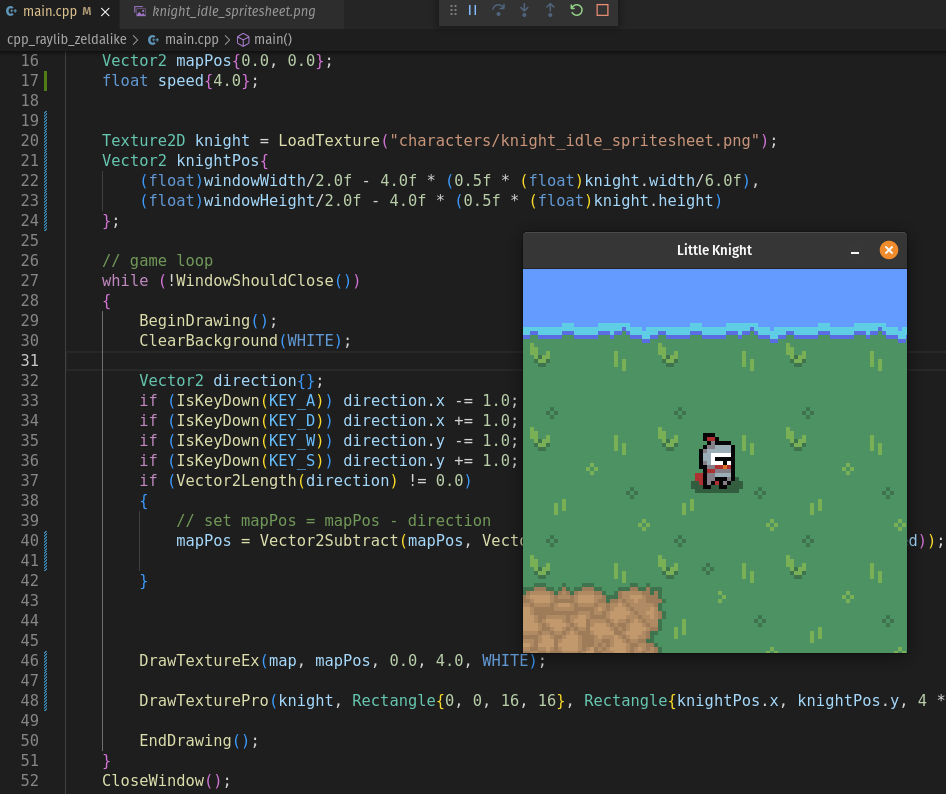 main.cpp M knight_idle_spritesheet.png
cpp_raylib_zeldalike > main.cpp > main()
16 Vector2 mapPos{0.0, 0.0};
17 float speed{4.0};
18
19
20 Texture2D knight = LoadTexture("characters/knight_idle_spritesheet.png");
21 Vector2 knightPos{
22 (float)windowWidth/2.0f - 4.0f * (0.5f * (float)knight.width/6.0f),
23 (float)windowHeight/2.0f - 4.0f * (0.5f * (float)knight.height)
24 };
25
26 // game loop
27 while (!WindowShouldClose())
28 {
29 BeginDrawing();
30 ClearBackground(WHITE);
31
32 Vector2 direction{};
33 if (IsKeyDown(KEY_A)) direction.x -= 1.0;
34 if (IsKeyDown(KEY_D)) direction.x += 1.0;
35 if (IsKeyDown(KEY_W)) direction.y -= 1.0;
36 if (IsKeyDown(KEY_S)) direction.y += 1.0;
37 if (Vector2Length(direction) != 0.0)
38 {
39 // set mapPos = mapPos - direction
40 mapPos = Vector2Subtract(mapPos, Vect d));
41
42 }
43
44
45
46 DrawTextureEx(map, mapPos, 0.0, 4.0, WHITE);
47
48 DrawTexturePro(knight, Rectangle{0, 0, 16, 16}, Rectangle{knightPos.x, knightPos.y, 4 *
49
50 EndDrawing();
51 }
52 CloseWindow();
Little Knight